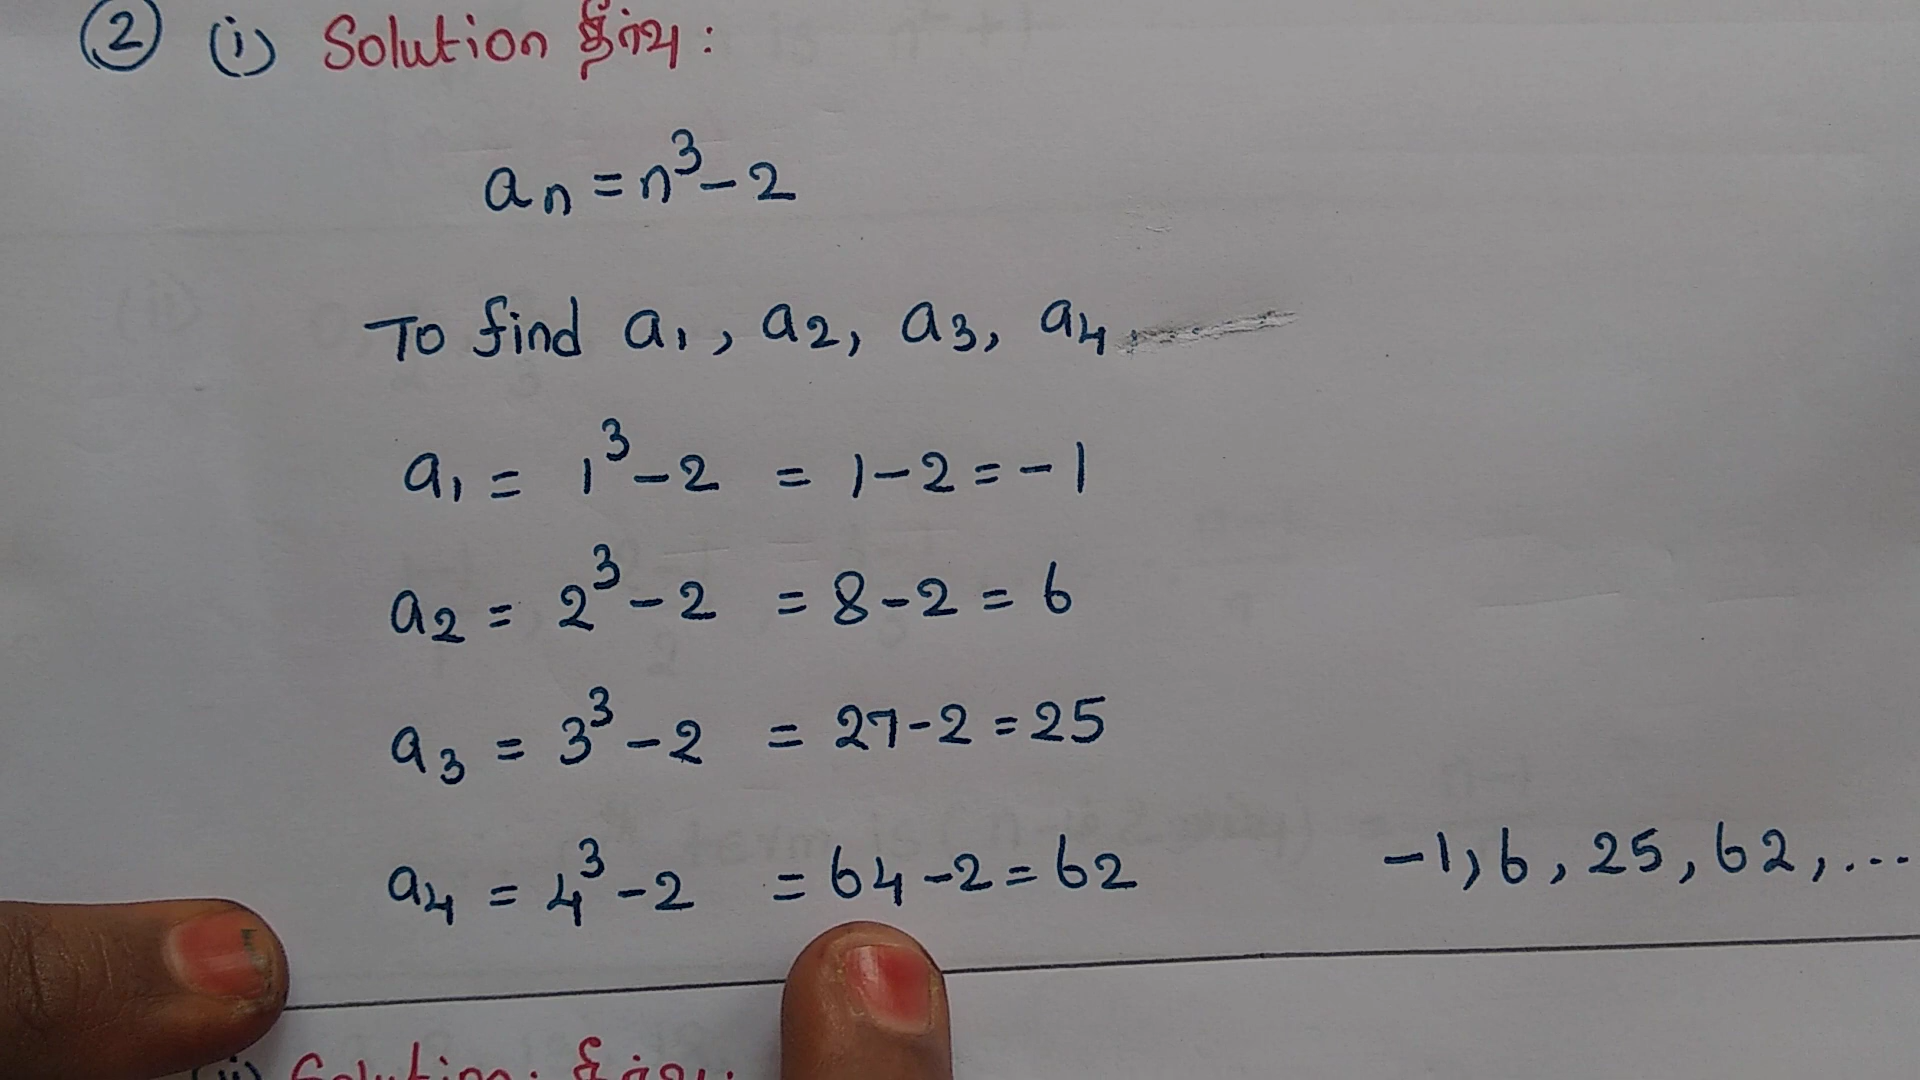 ② (i) Solution தீர்வு :
aₙ = n³ - 2
To find a₁, a₂, a₃, a₄.
a₁ = 1³ - 2 = 1 - 2 = -1
a₂ = 2³ - 2 = 8 - 2 = 6
a₃ = 3³ - 2 = 27 - 2 = 25
a₄ = 4³ - 2 = 64 - 2 = 62 -1, 6, 25, 62, ...
(ii) Solution : தீர்வு :